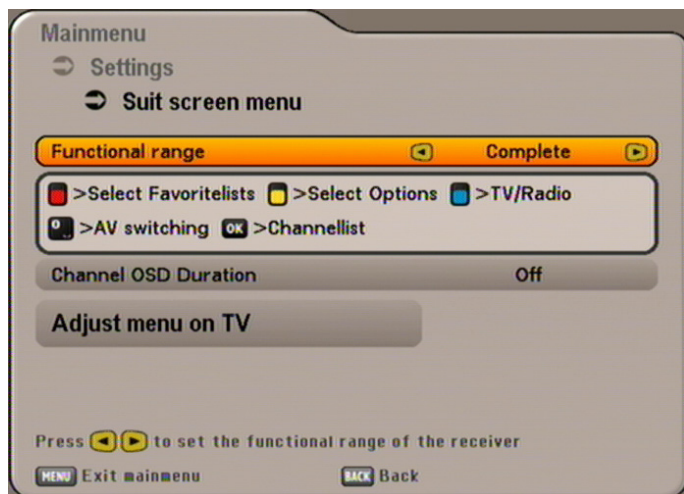 Mainmenu
Settings
Suit screen menu
Functional range Complete
>Select Favoritelists >Select Options >TV/Radio
>AV switching OK >Channellist
Channel OSD Duration Off
Adjust menu on TV
Press to set the functional range of the receiver
MENU Exit mainmenu BACK Back